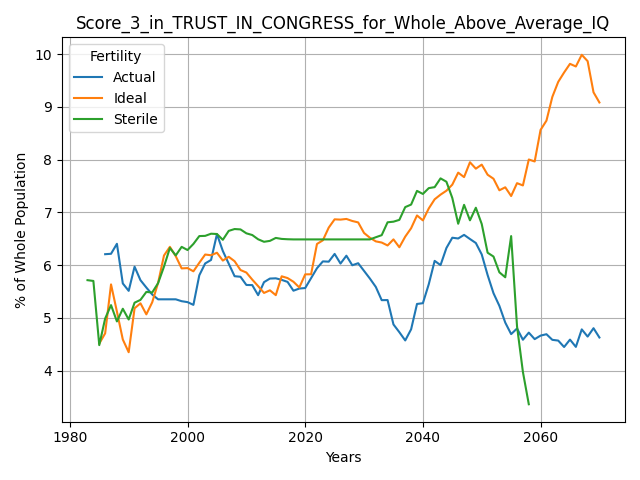 Score_3_in_TRUST_IN_CONGRESS_for_Whole_Above_Average_IQ
Fertility
Actual
Ideal
Sterile
% of Whole Population
10
9
8
7
6
5
4
1980
2000
2020
2040
2060
Years